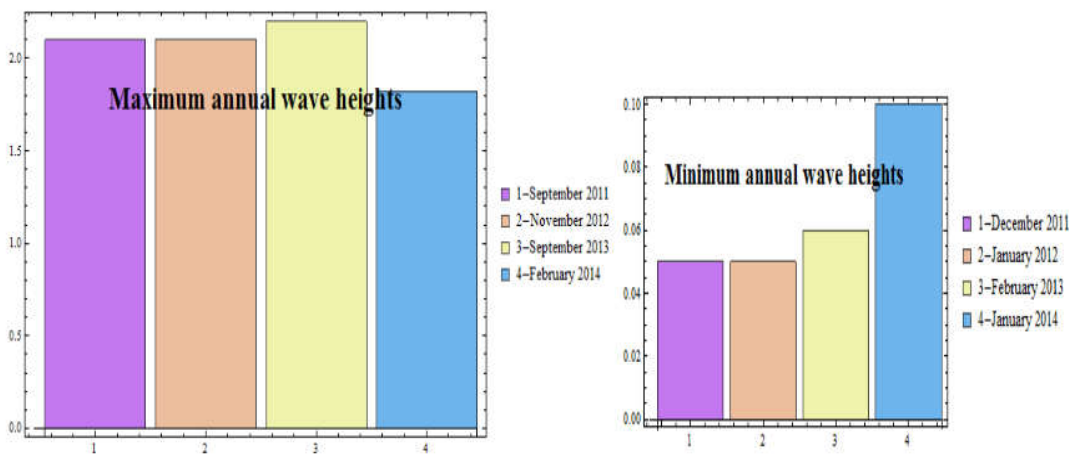 Maximum annual wave heights
2.0
1.5
1.0
0.5
0.0
1 2 3 4
1–September 2011
2–November 2012
3–September 2013
4–February 2014
Minimum annual wave heights
0.10
0.08
0.06
0.04
0.02
0.00
1 2 3 4
1–December 2011
2–January 2012
3–February 2013
4–January 2014